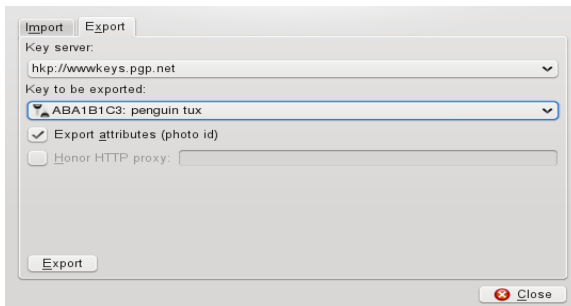 Import Export
Key server:
hkp://wwwkeys.pgp.net
Key to be exported:
ABA1B1C3: penguin tux
Export attributes (photo id)
Honor HTTP proxy:
Export
Close